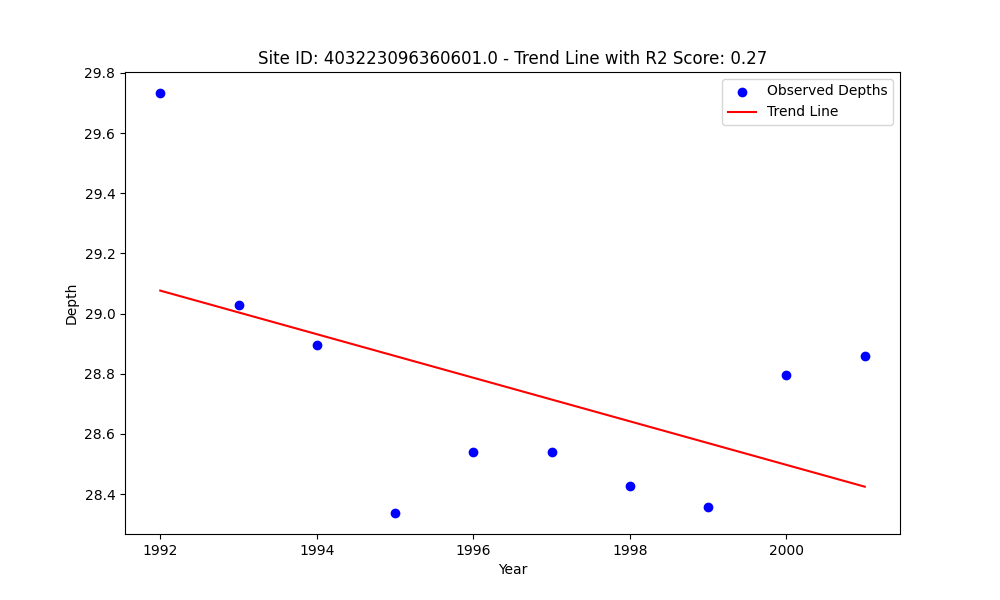 Site ID: 403223096360601.0 - Trend Line with R2 Score: 0.27
Observed Depths
Trend Line
29.8
29.6
29.4
29.2
29.0
28.8
28.6
28.4
Depth
1992
1994
1996
1998
2000
Year